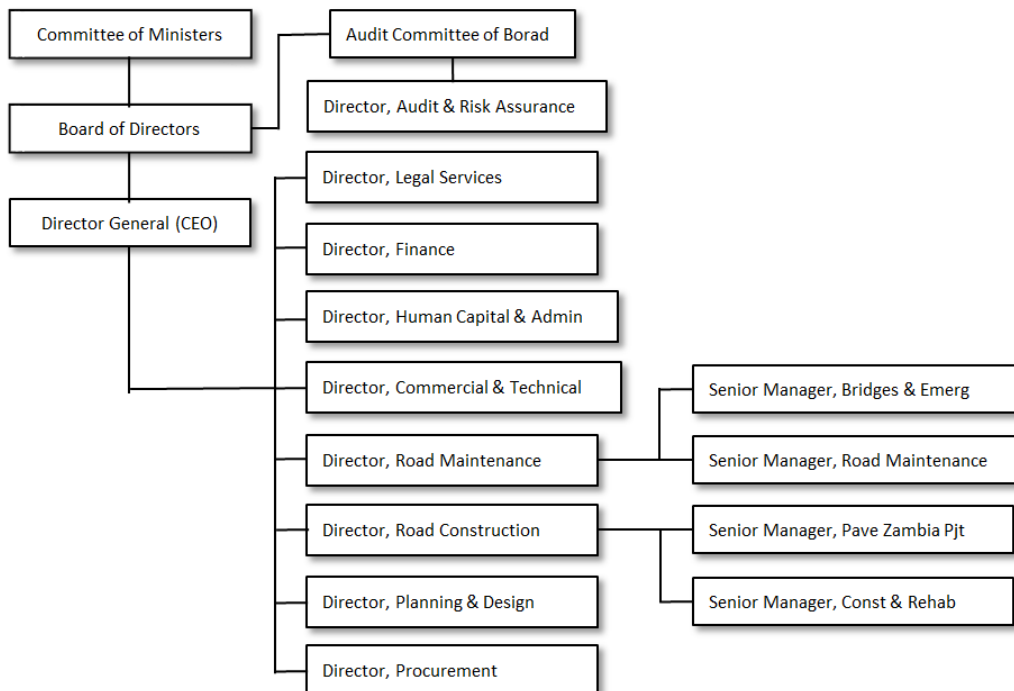 Committee of Ministers
Audit Committee of Borad
Director, Audit & Risk Assurance
Board of Directors
Director, Legal Services
Director General (CEO)
Director, Finance
Director, Human Capital & Admin
Director, Commercial & Technical
Senior Manager, Bridges & Emerg
Director, Road Maintenance
Senior Manager, Road Maintenance
Director, Road Construction
Senior Manager, Pave Zambia Pjt
Director, Planning & Design
Senior Manager, Const & Rehab
Director, Procurement